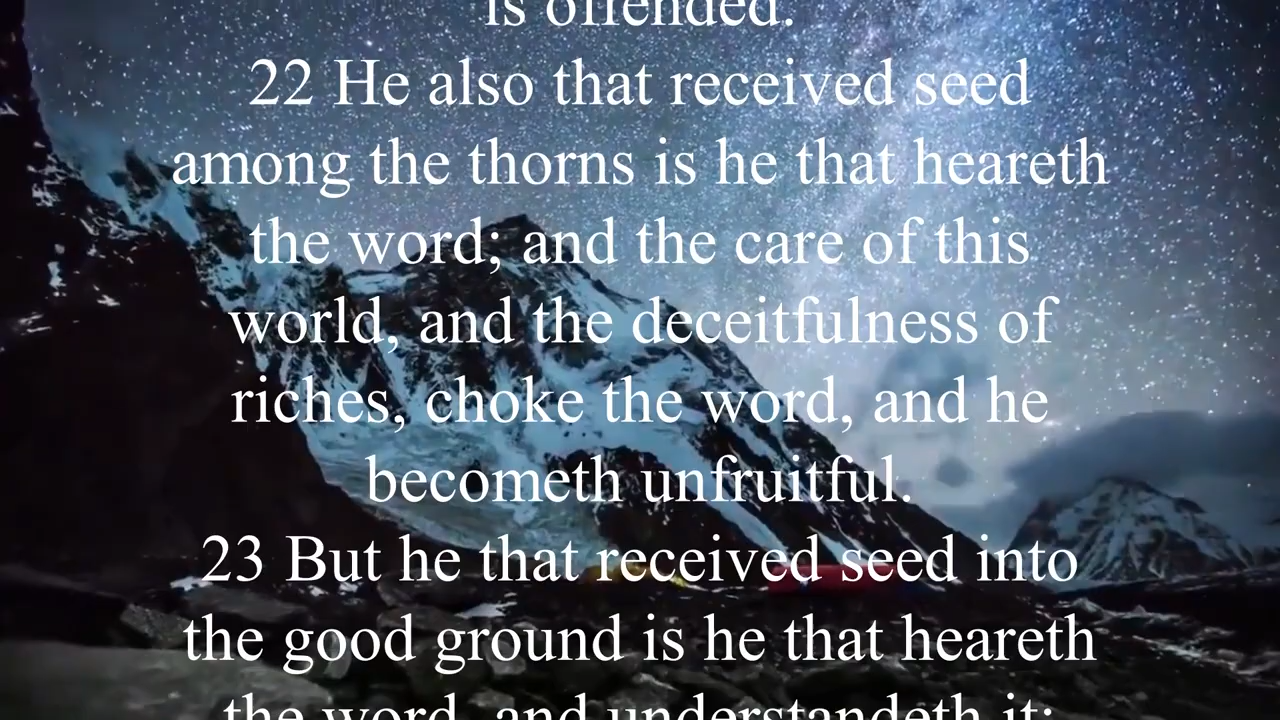 is offended.
22 He also that received seed
among the thorns is he that heareth
the word; and the care of this
world, and the deceitfulness of
riches, choke the word, and he
becometh unfruitful.
23 But he that received seed into
the good ground is he that heareth
the word, and understandeth it;